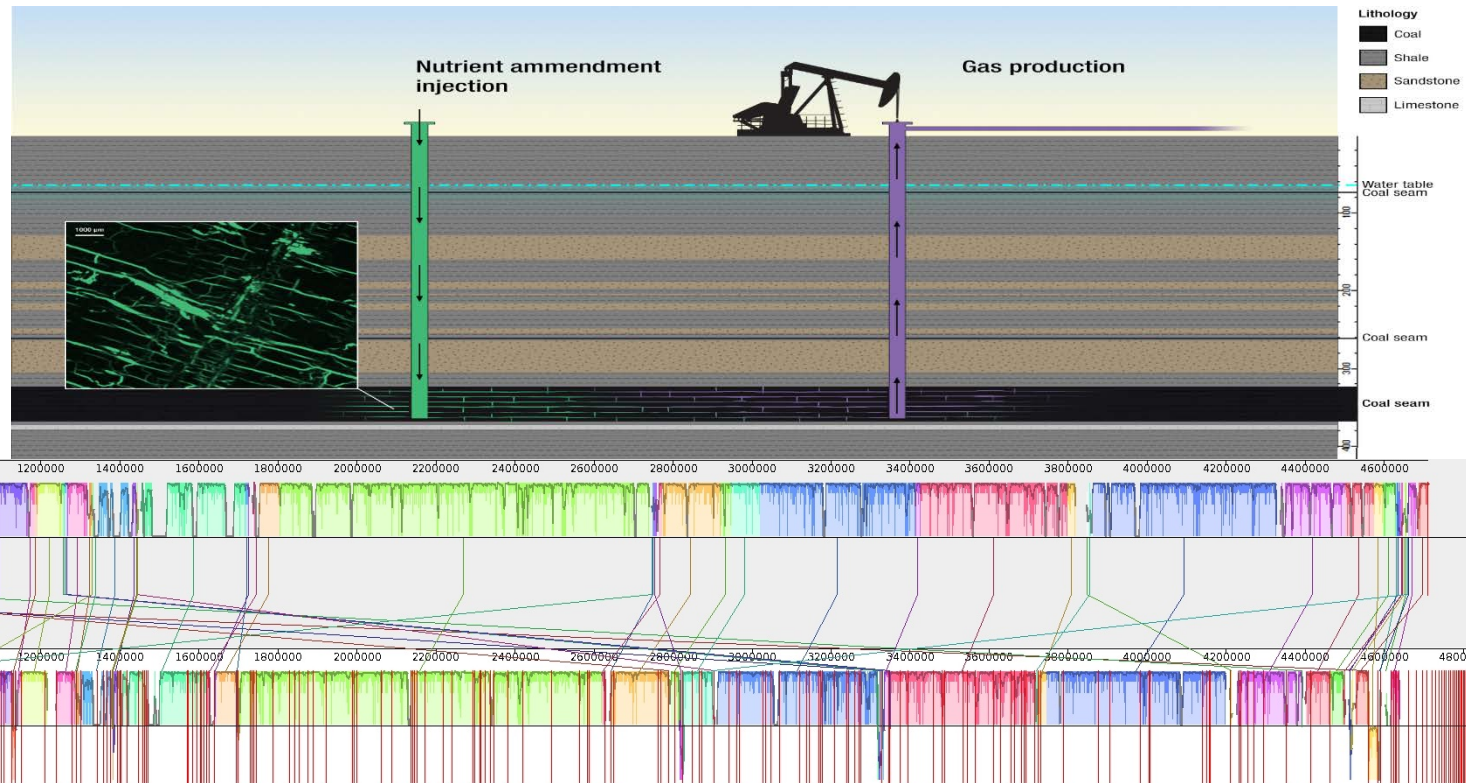 Lithology
Coal
Shale
Sandstone
Limestone
Nutrient ammendment
injection
Gas production
Water table
Coal seam
100
1000 µm
200
Coal seam
300
Coal seam
400
1200000 1400000 1600000 1800000 2000000 2200000 2400000 2600000 2800000 3000000 3200000 3400000 3600000 3800000 4000000 4200000 4400000 4600000
1200000 1400000 1600000 1800000 2000000 2200000 2400000 2600000 2800000 3000000 3200000 3400000 3600000 3800000 4000000 4200000 4400000 4600000 4800